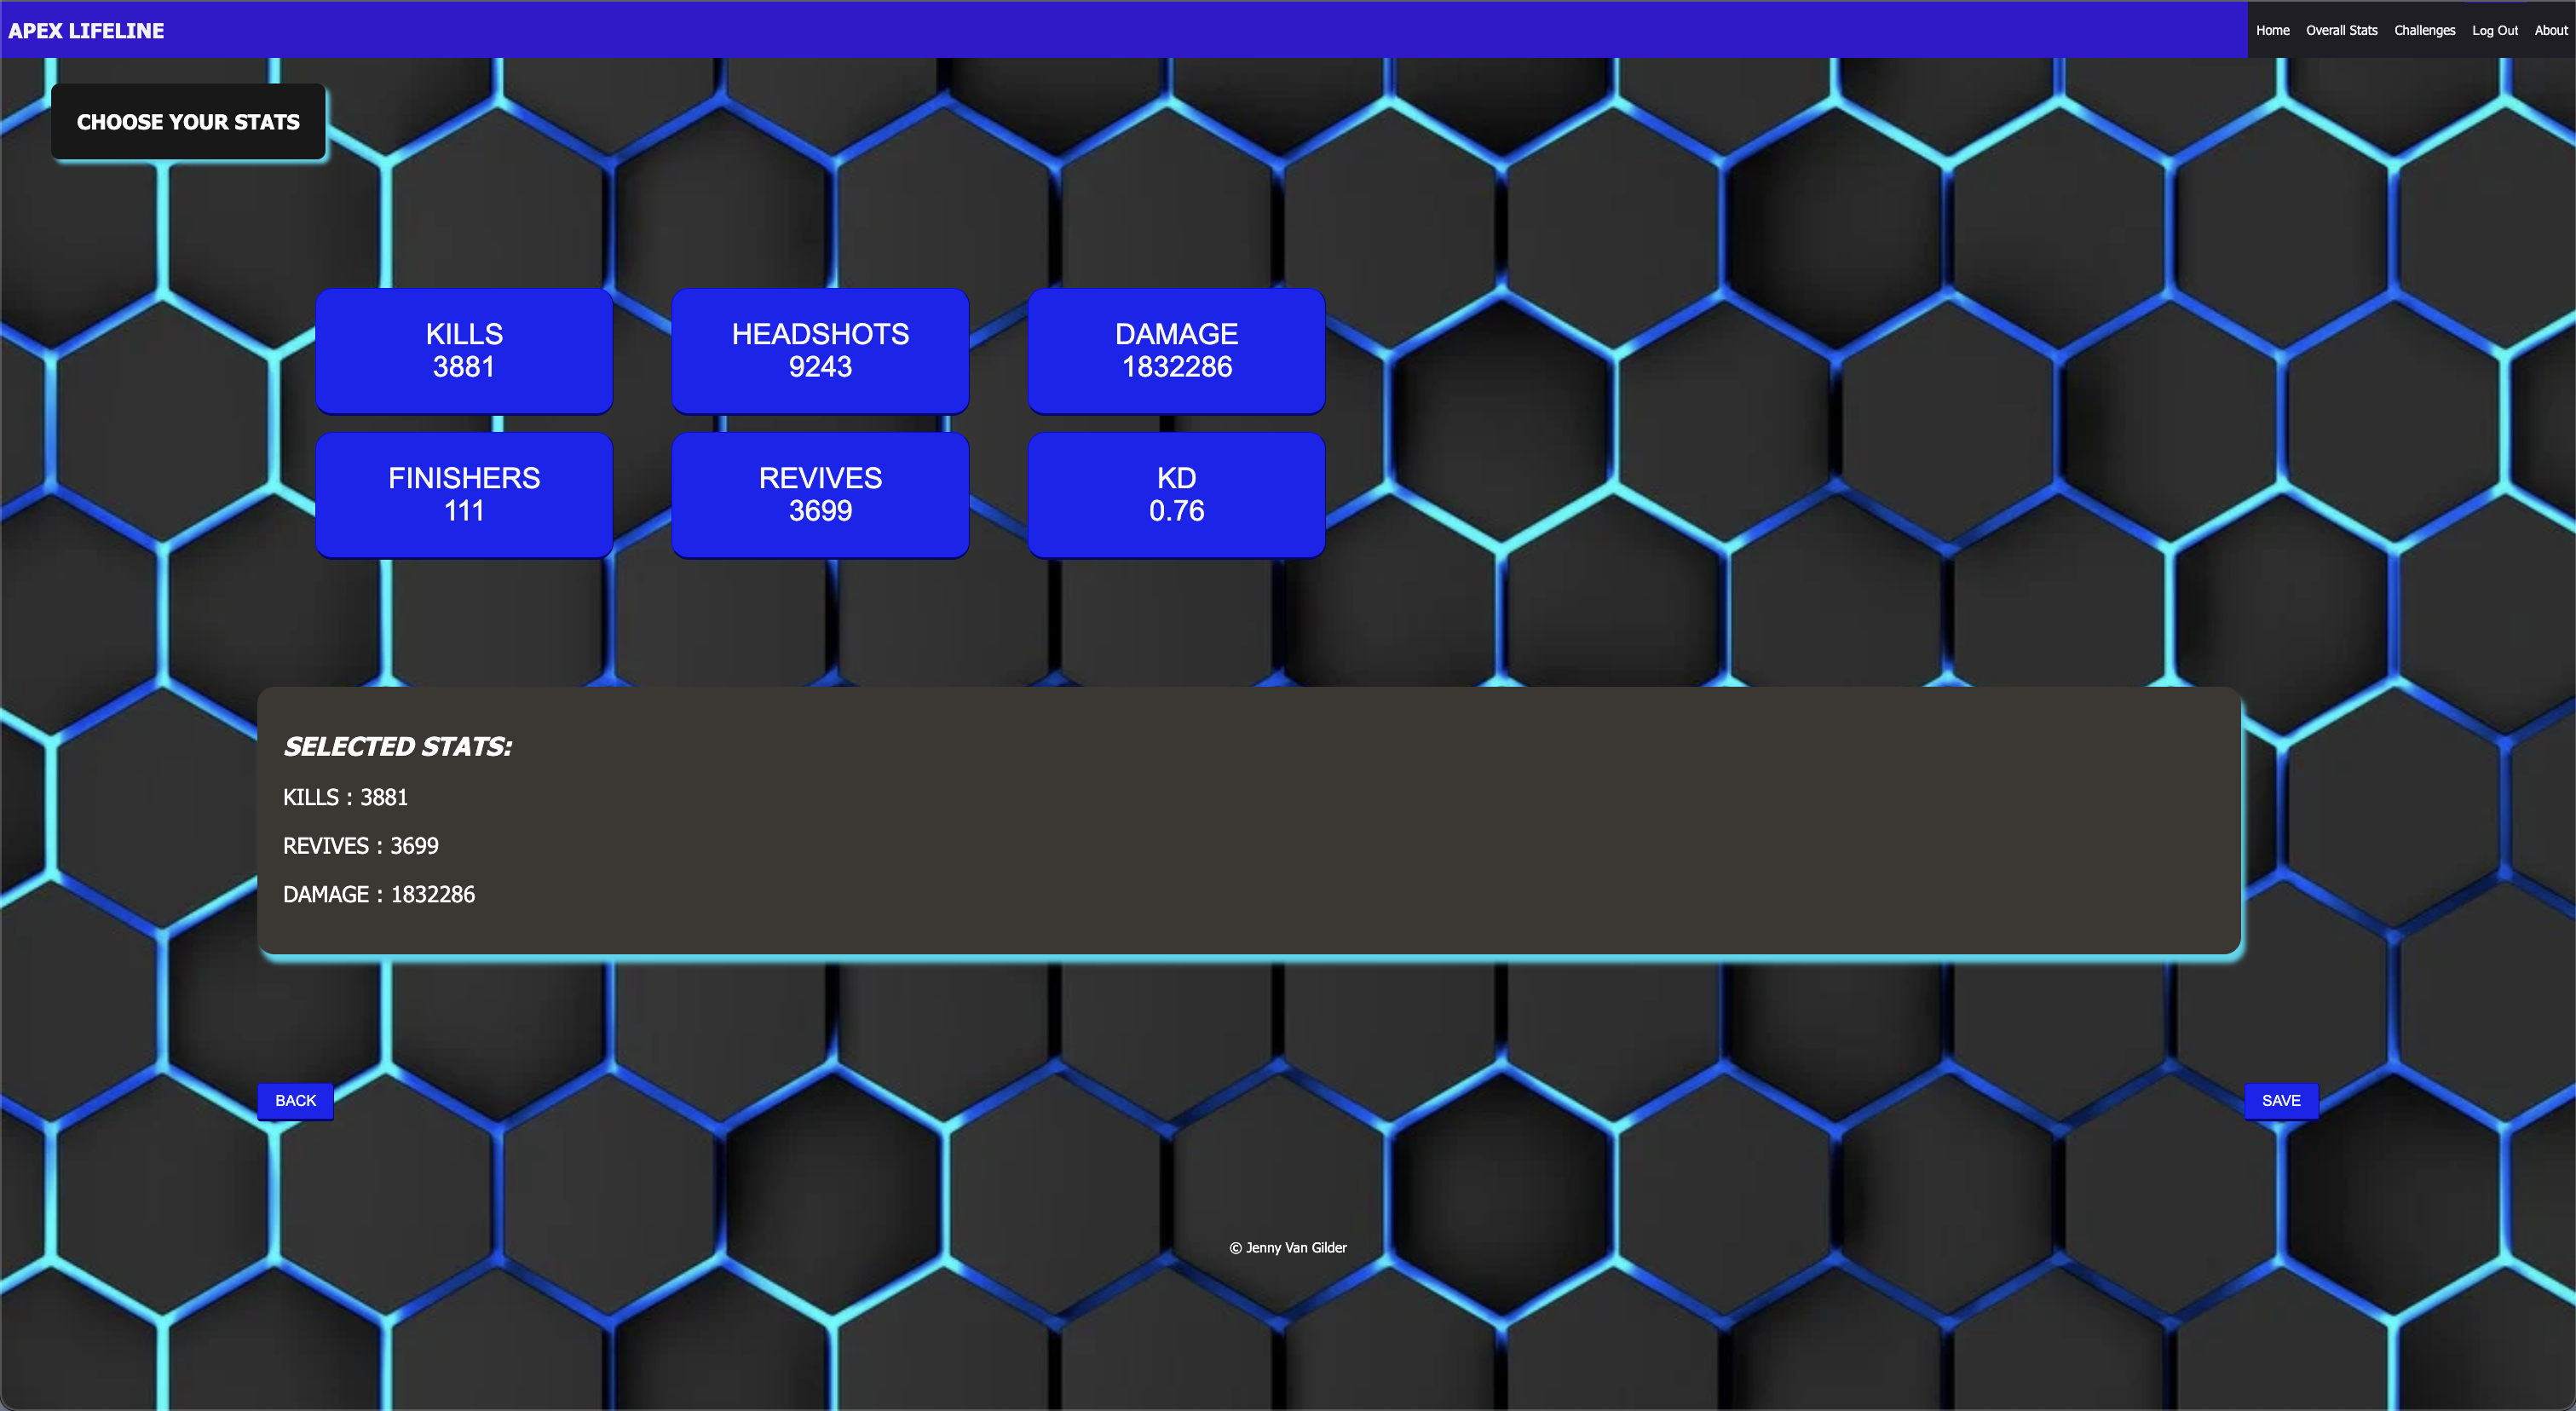 APEX LIFELINE
Home Overall Stats Challenges Log Out About
CHOOSE YOUR STATS
KILLS
3881
HEADSHOTS
9243
DAMAGE
1832286
FINISHERS
111
REVIVES
3699
KD
0.76
SELECTED STATS:
KILLS : 3881
REVIVES : 3699
DAMAGE : 1832286
BACK
SAVE
© Jenny Van Gilder